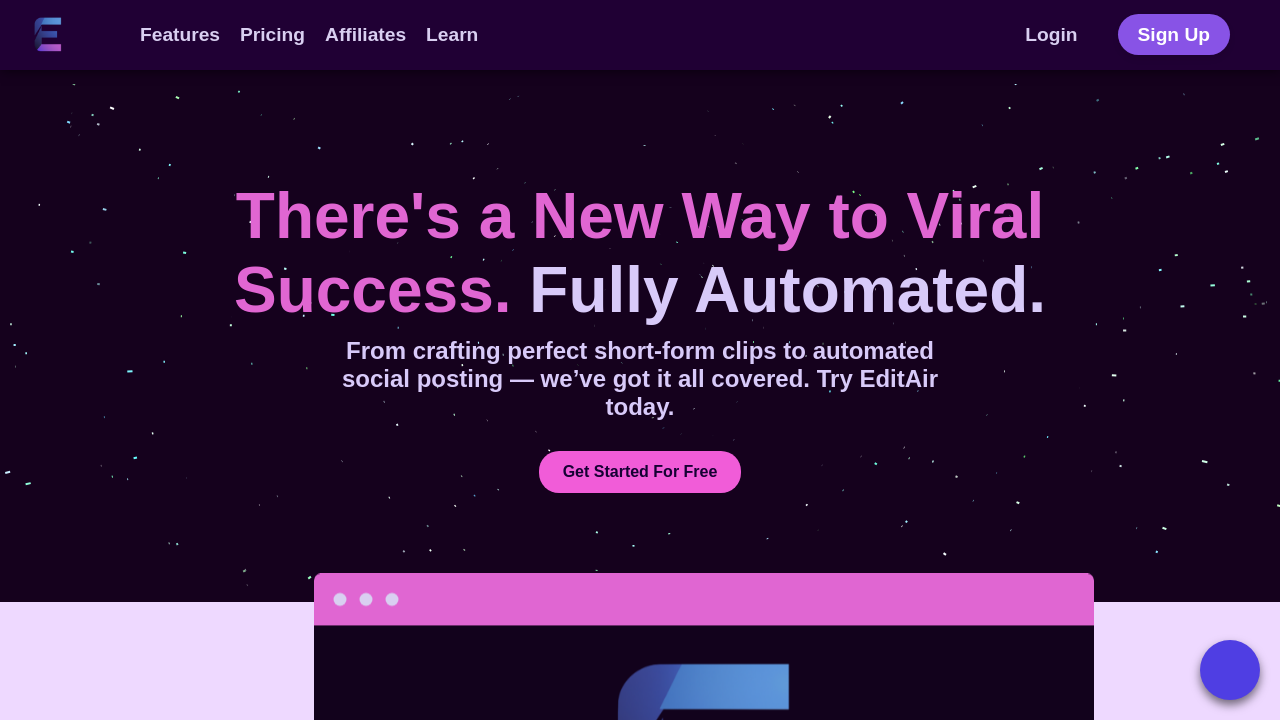 Features Pricing Affiliates Learn Login Sign Up
There's a New Way to Viral
Success. Fully Automated.
From crafting perfect short-form clips to automated
social posting — we’ve got it all covered. Try EditAir
today.
Get Started For Free